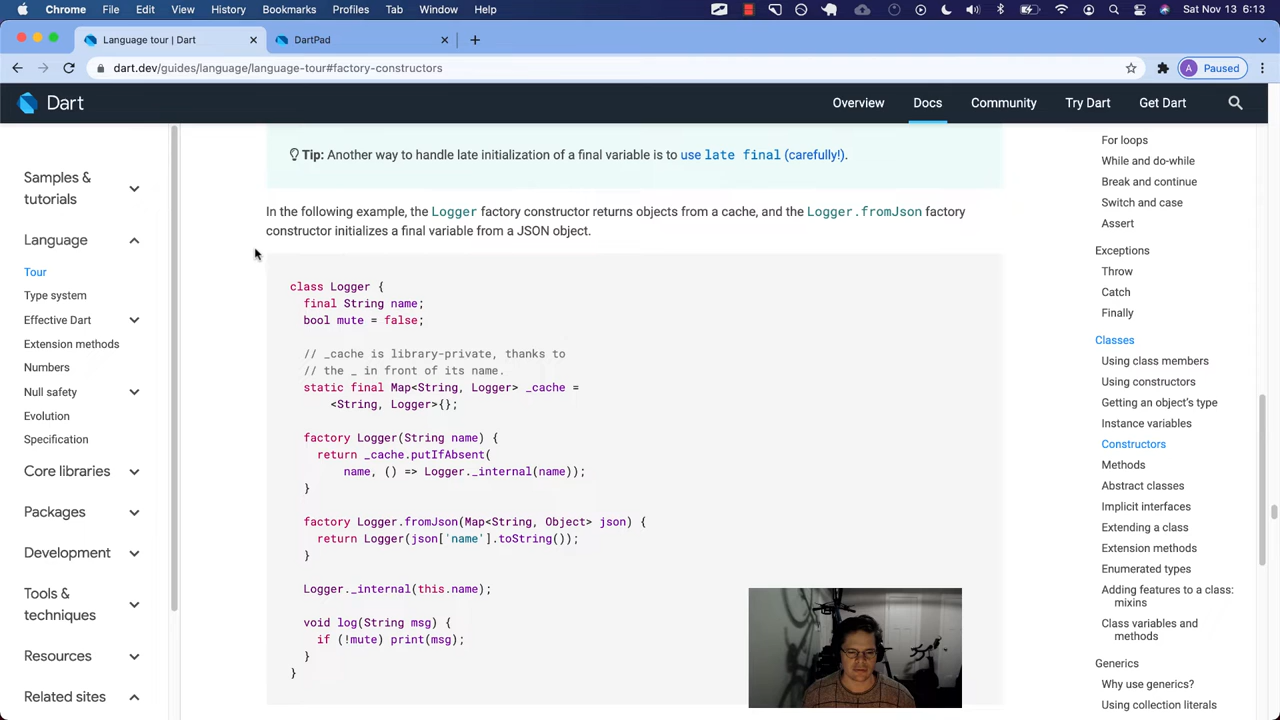 Chrome File Edit View History Bookmarks Profiles Tab Window Help Sat Nov 13 6:13
Language tour | Dart
DartPad
dart.dev/guides/language/language-tour#factory-constructors
A Paused
Dart
Overview Docs Community Try Dart Get Dart
Samples &
tutorials
Language
Tour
Type system
Effective Dart
Extension methods
Numbers
Null safety
Evolution
Specification
Core libraries
Packages
Development
Tools &
techniques
Resources
Related sites
Tip: Another way to handle late initialization of a final variable is to use late final (carefully!).
In the following example, the Logger factory constructor returns objects from a cache, and the Logger.fromJson factory
constructor initializes a final variable from a JSON object.
class Logger {
final String name;
bool mute = false;
// _cache is library-private, thanks to
// the _ in front of its name.
static final Map<String, Logger> _cache =
<String, Logger>{};
factory Logger(String name) {
return _cache.putIfAbsent(
name, () => Logger._internal(name));
}
factory Logger.fromJson(Map<String, Object> json) {
return Logger(json['name'].toString());
}
Logger._internal(this.name);
void log(String msg) {
if (!mute) print(msg);
}
}
For loops
While and do-while
Break and continue
Switch and case
Assert
Exceptions
Throw
Catch
Finally
Classes
Using class members
Using constructors
Getting an object's type
Instance variables
Constructors
Methods
Abstract classes
Implicit interfaces
Extending a class
Extension methods
Enumerated types
Adding features to a class:
mixins
Class variables and
methods
Generics
Why use generics?
Using collection literals